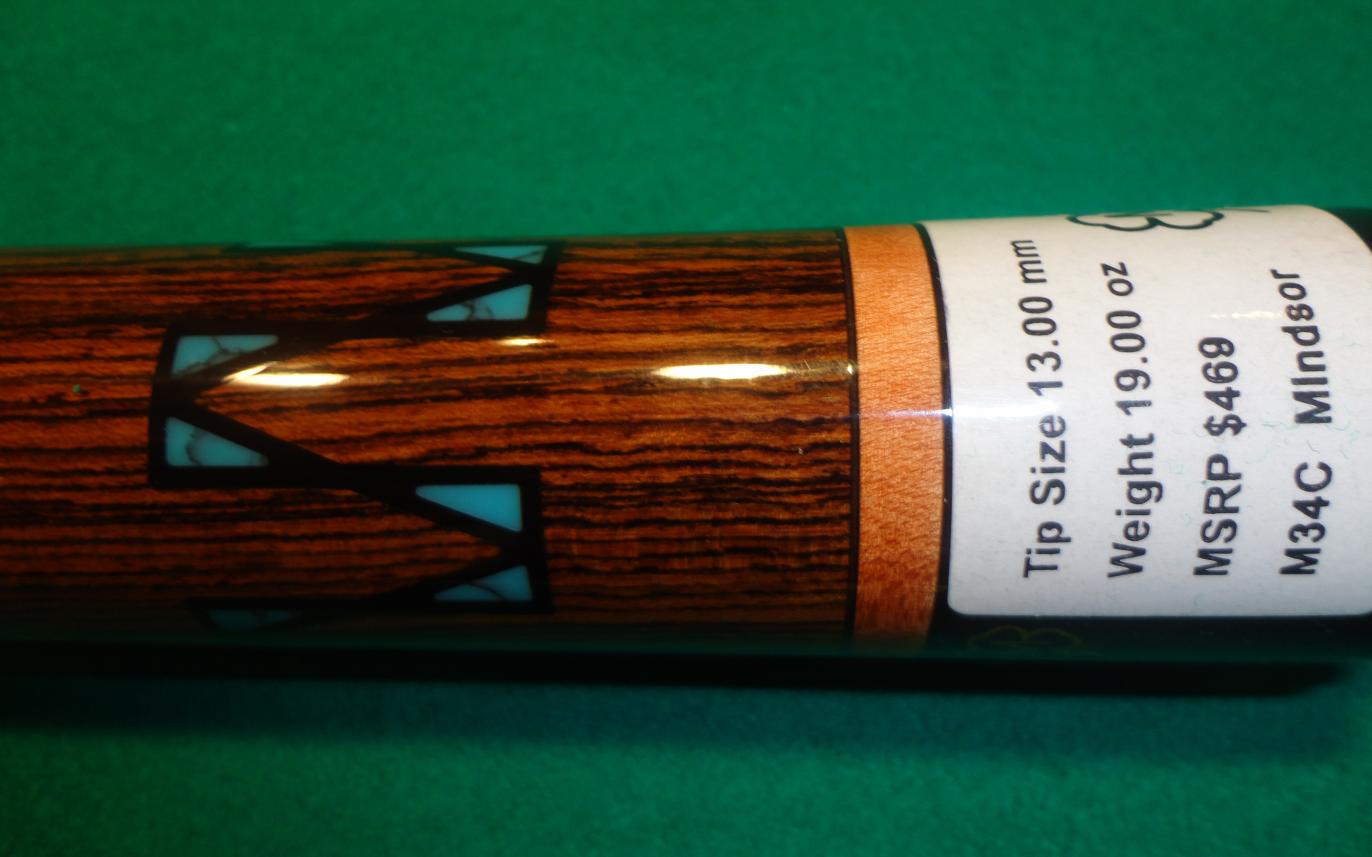 Tip Size 13.00 mm
Weight 19.00 oz
MSRP $469
M34C MIndsor